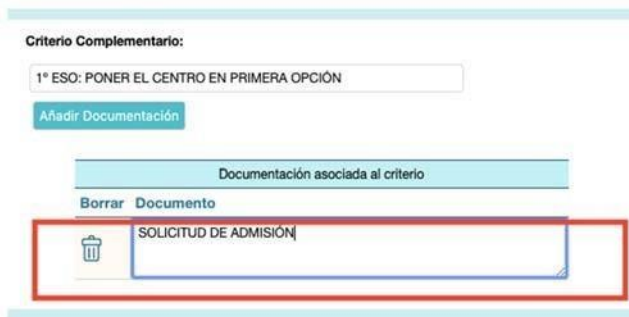 Criterio Complementario:
1º ESO: PONER EL CENTRO EN PRIMERA OPCIÓN
Añadir Documentación
Documentación asociada al criterio
Borrar Documento
SOLICITUD DE ADMISIÓN